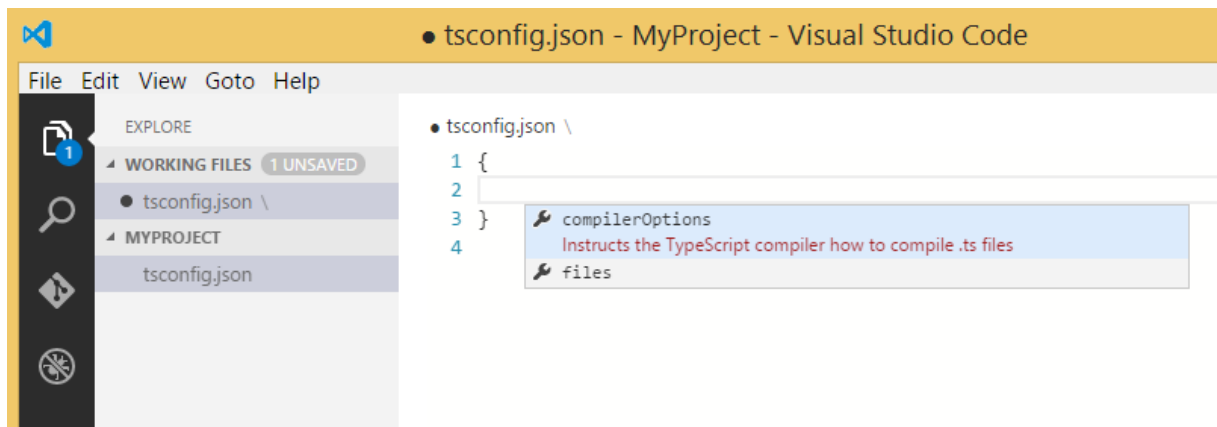 ● tsconfig.json - MyProject - Visual Studio Code
File Edit View Goto Help
EXPLORE
1
WORKING FILES 1 UNSAVED
● tsconfig.json \
MYPROJECT
tsconfig.json
● tsconfig.json \
1 {
2
3 }
4
compilerOptions
Instructs the TypeScript compiler how to compile .ts files
files